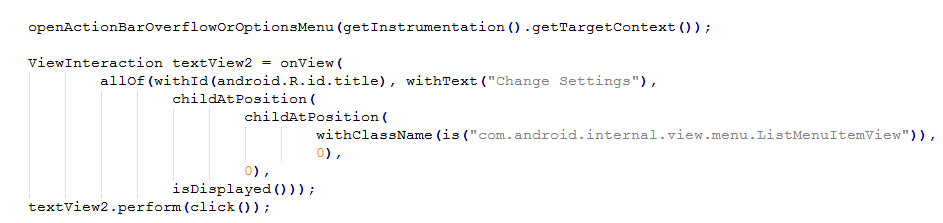 openActionBarOverflowOrOptionsMenu(getInstrumentation().getTargetContext());
ViewInteraction textView2 = onView(
allOf(withId(android.R.id.title), withText("Change Settings"),
childAtPosition(
childAtPosition(
withClassName(is("com.android.internal.view.menu.ListMenuItemView")),
0),
0),
isDisplayed()));
textView2.perform(click());